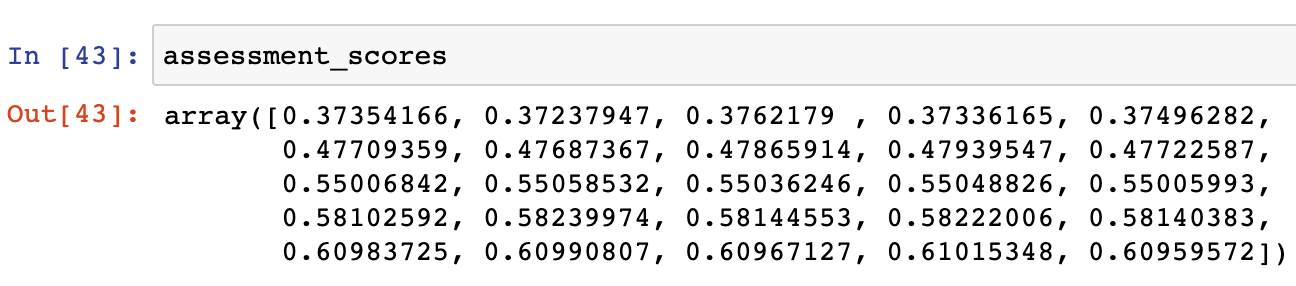 In [43]: assessment_scores
Out[43]: array([0.37354166, 0.37237947, 0.3762179 , 0.37336165, 0.37496282,
0.47709359, 0.47687367, 0.47865914, 0.47939547, 0.47722587,
0.55006842, 0.55058532, 0.55036246, 0.55048826, 0.55005993,
0.58102592, 0.58239974, 0.58144553, 0.58222006, 0.58140383,
0.60983725, 0.60990807, 0.60967127, 0.61015348, 0.60959572])